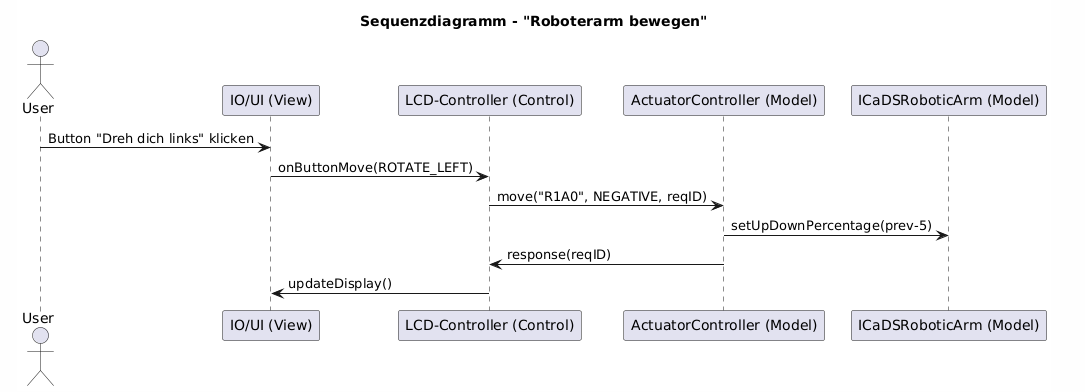 Sequenzdiagramm - "Roboterarm bewegen"
User
IO/UI (View)
LCD-Controller (Control)
ActuatorController (Model)
ICaDSRoboticArm (Model)
Button "Dreh dich links" klicken
onButtonMove(ROTATE_LEFT)
move("R1A0", NEGATIVE, reqID)
setUpDownPercentage(prev-5)
response(reqID)
updateDisplay()
User
IO/UI (View)
LCD-Controller (Control)
ActuatorController (Model)
ICaDSRoboticArm (Model)